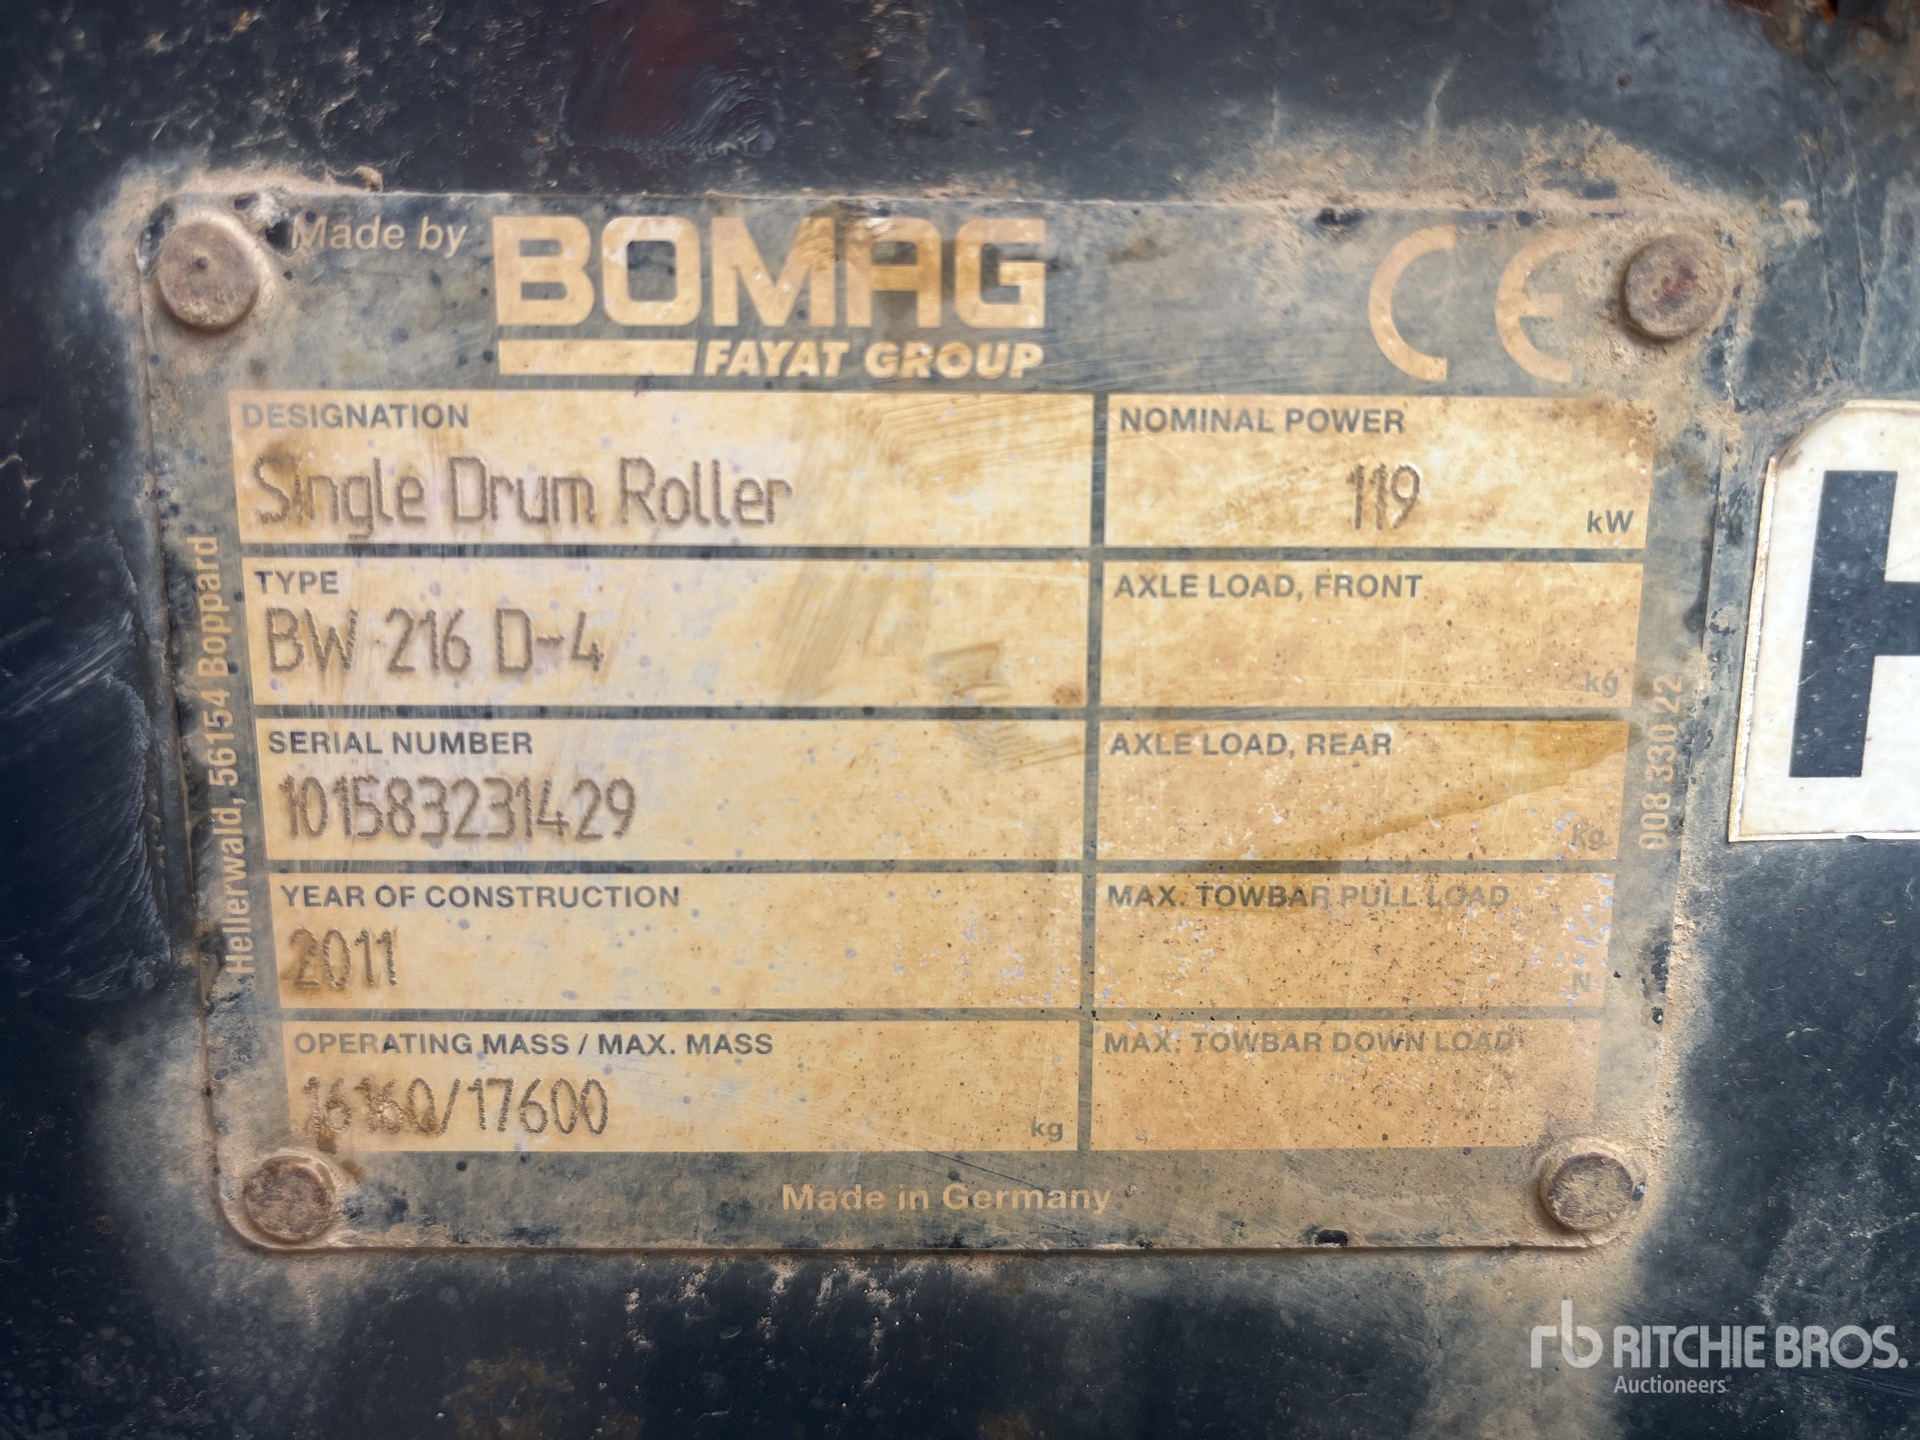 Made by BOMAG CE
FAYAT GROUP
DESIGNATION
Single Drum Roller
NOMINAL POWER
119 kW
TYPE
BW 216 D-4
AXLE LOAD, FRONT
kg
SERIAL NUMBER
101583231429
AXLE LOAD, REAR
kg
YEAR OF CONSTRUCTION
2011
MAX. TOWBAR PULL LOAD
N
OPERATING MASS / MAX. MASS
16160/17600 kg
MAX. TOWBAR DOWN LOAD
Made in Germany
Hellerwald, 56154 Boppard
008 330 22
rb RITCHIE BROS.
Auctioneers